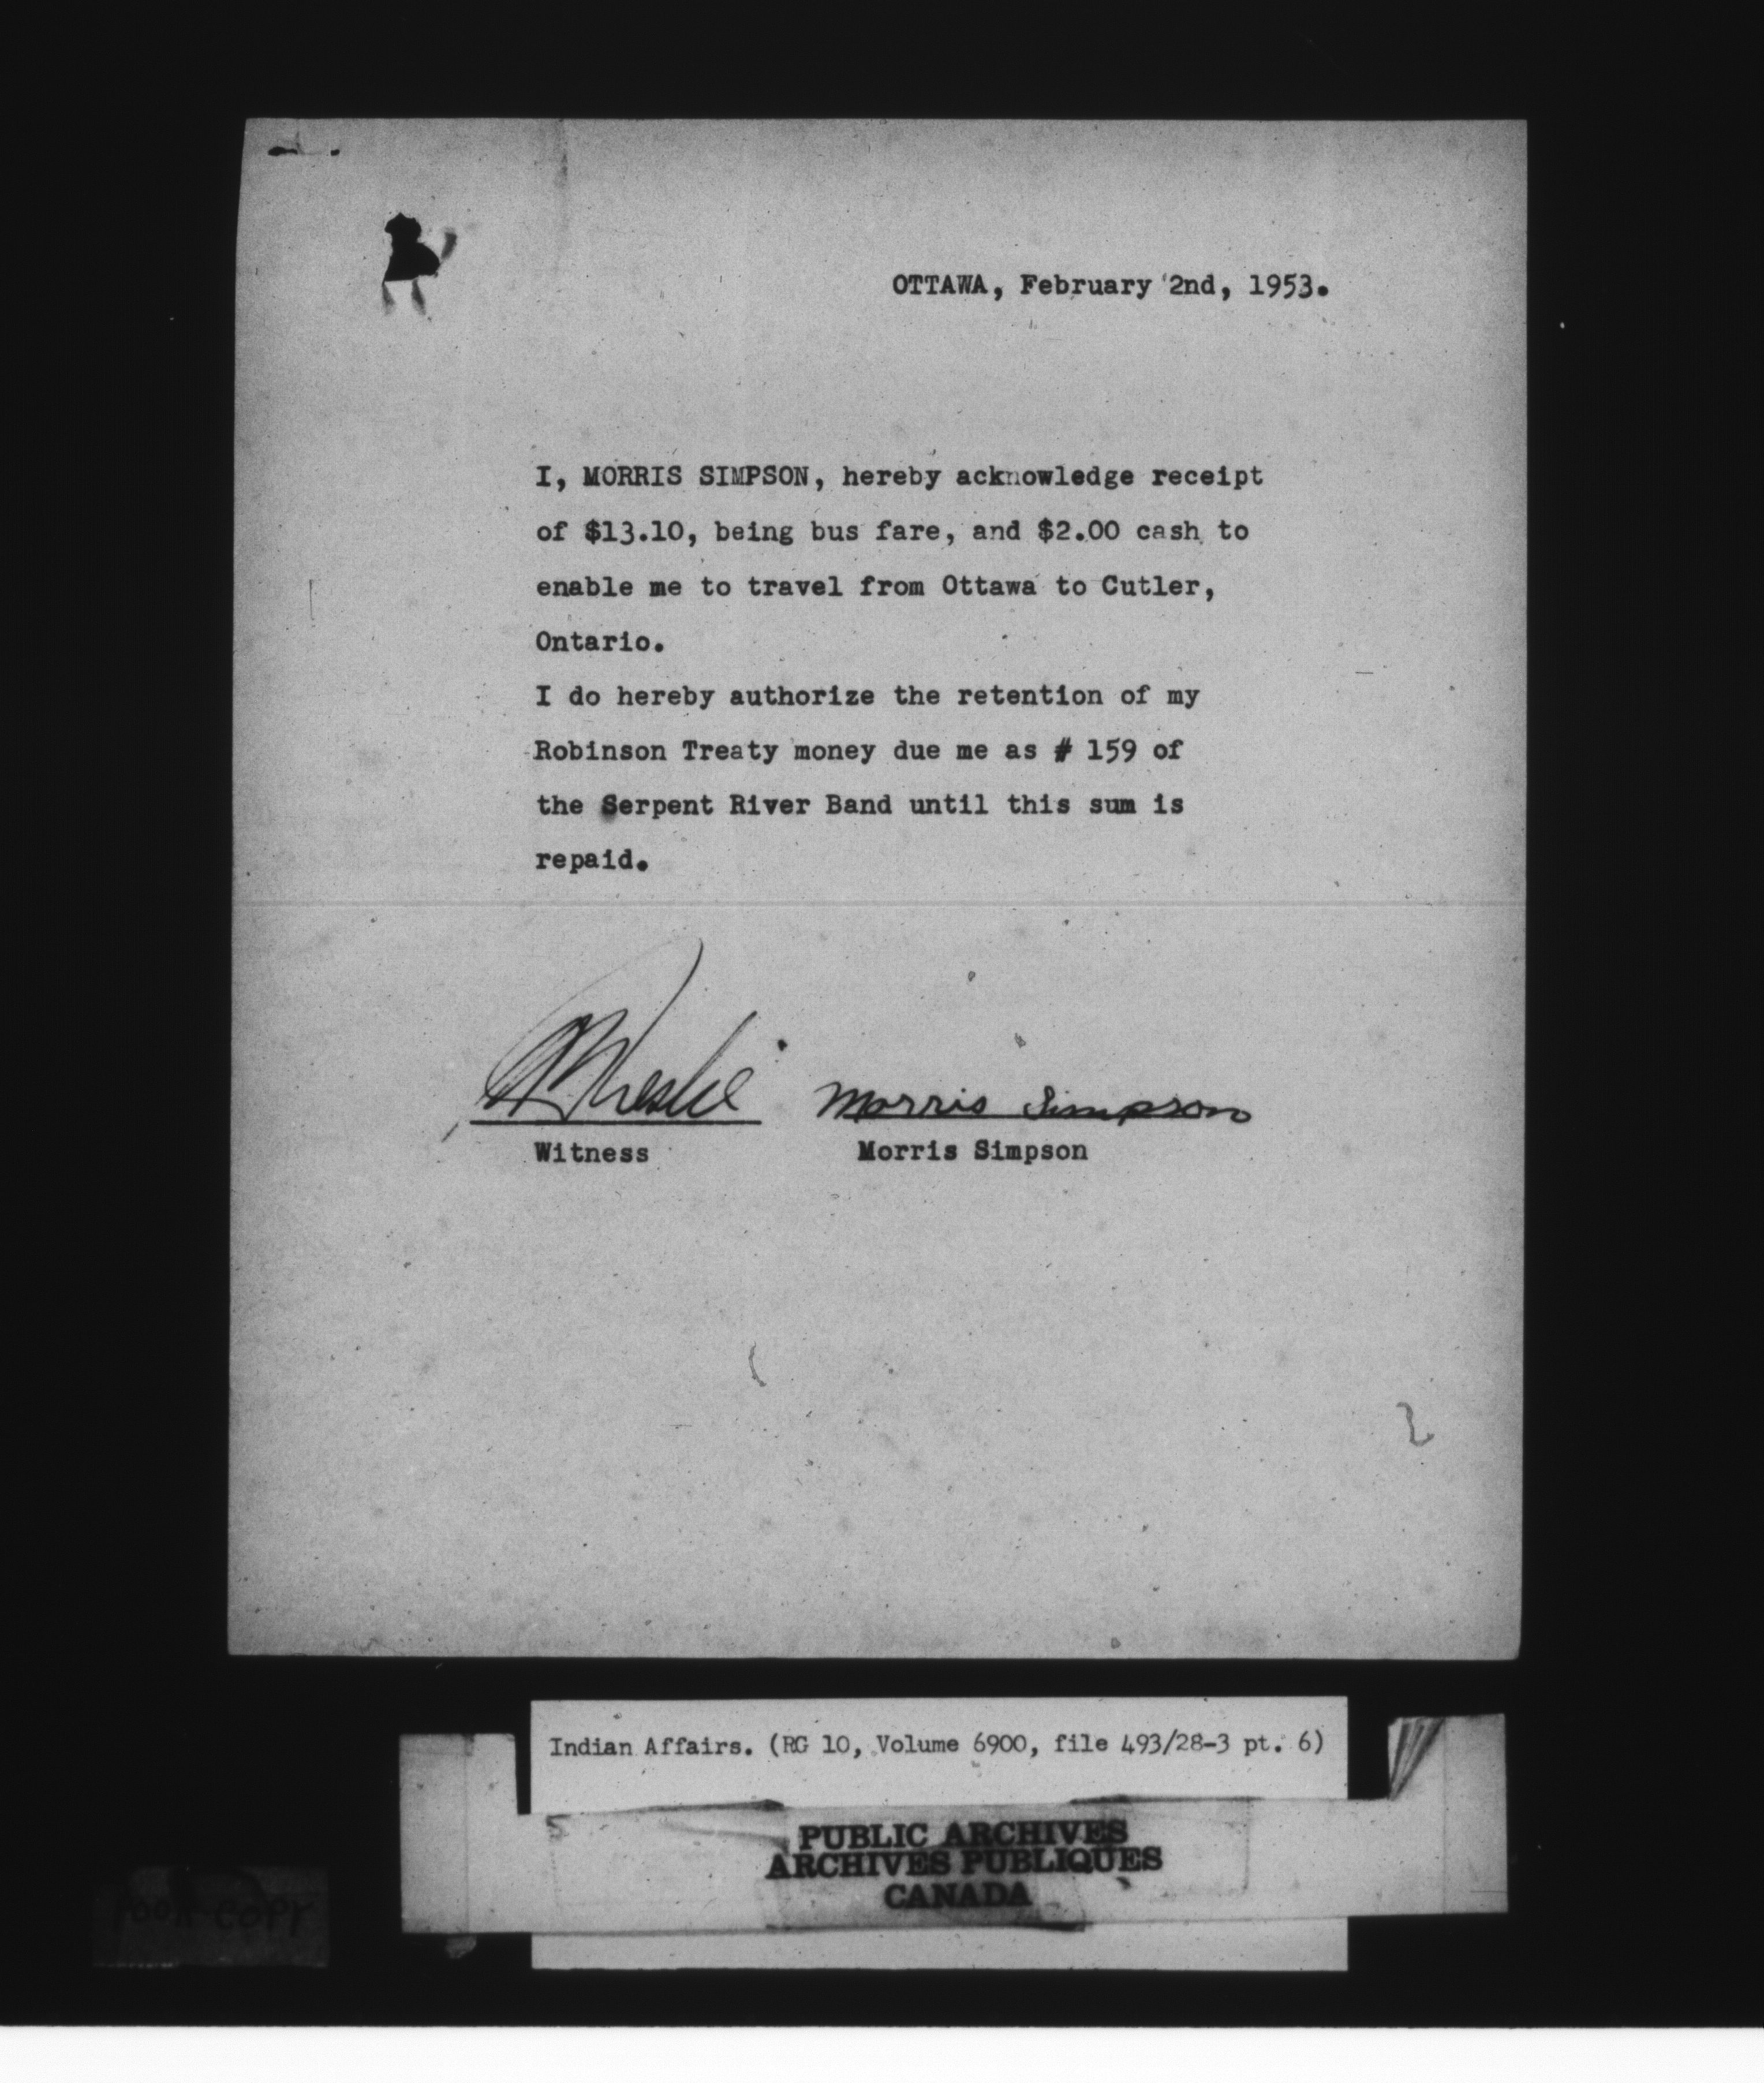 OTTAWA, February 2nd, 1953.
I, MORRIS SIMPSON, hereby acknowledge receipt
of $13.10, being bus fare, and $2.00 cash to
enable me to travel from Ottawa to Cutler,
Ontario.
I do hereby authorize the retention of my
Robinson Treaty money due me as # 159 of
the Serpent River Band until this sum is
repaid.
Morris Simpson
Witness Morris Simpson
Indian Affairs. (RG 10, Volume 6900, file 493/28-3 pt. 6)
PUBLIC ARCHIVES
ARCHIVES PUBLIQUES
CANADA
POOR COPY